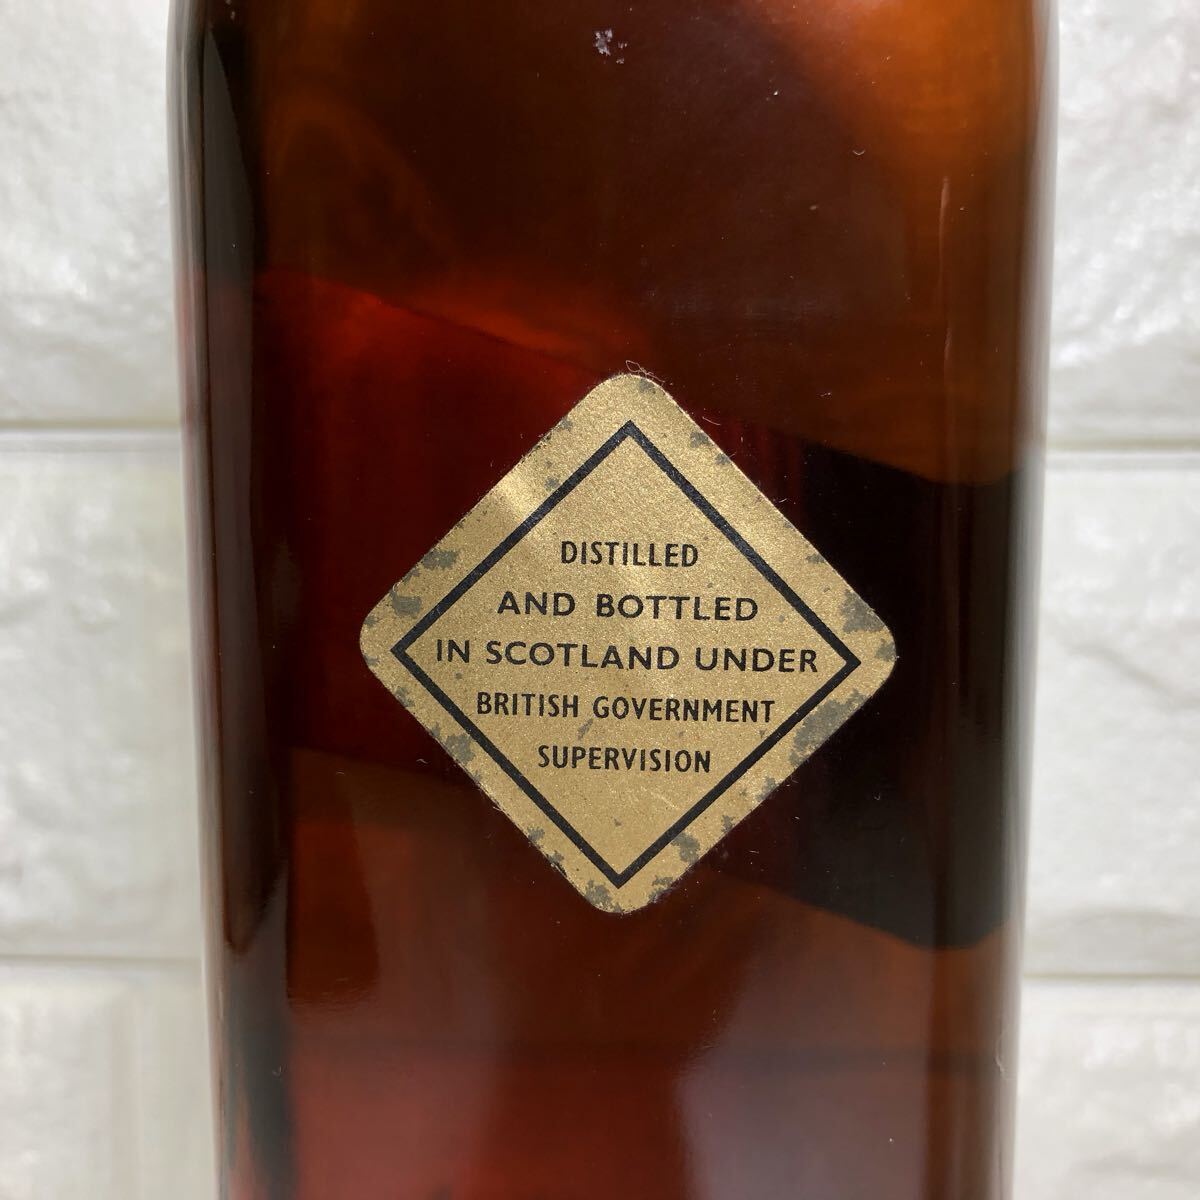 DISTILLED
AND BOTTLED
IN SCOTLAND UNDER
BRITISH GOVERNMENT
SUPERVISION